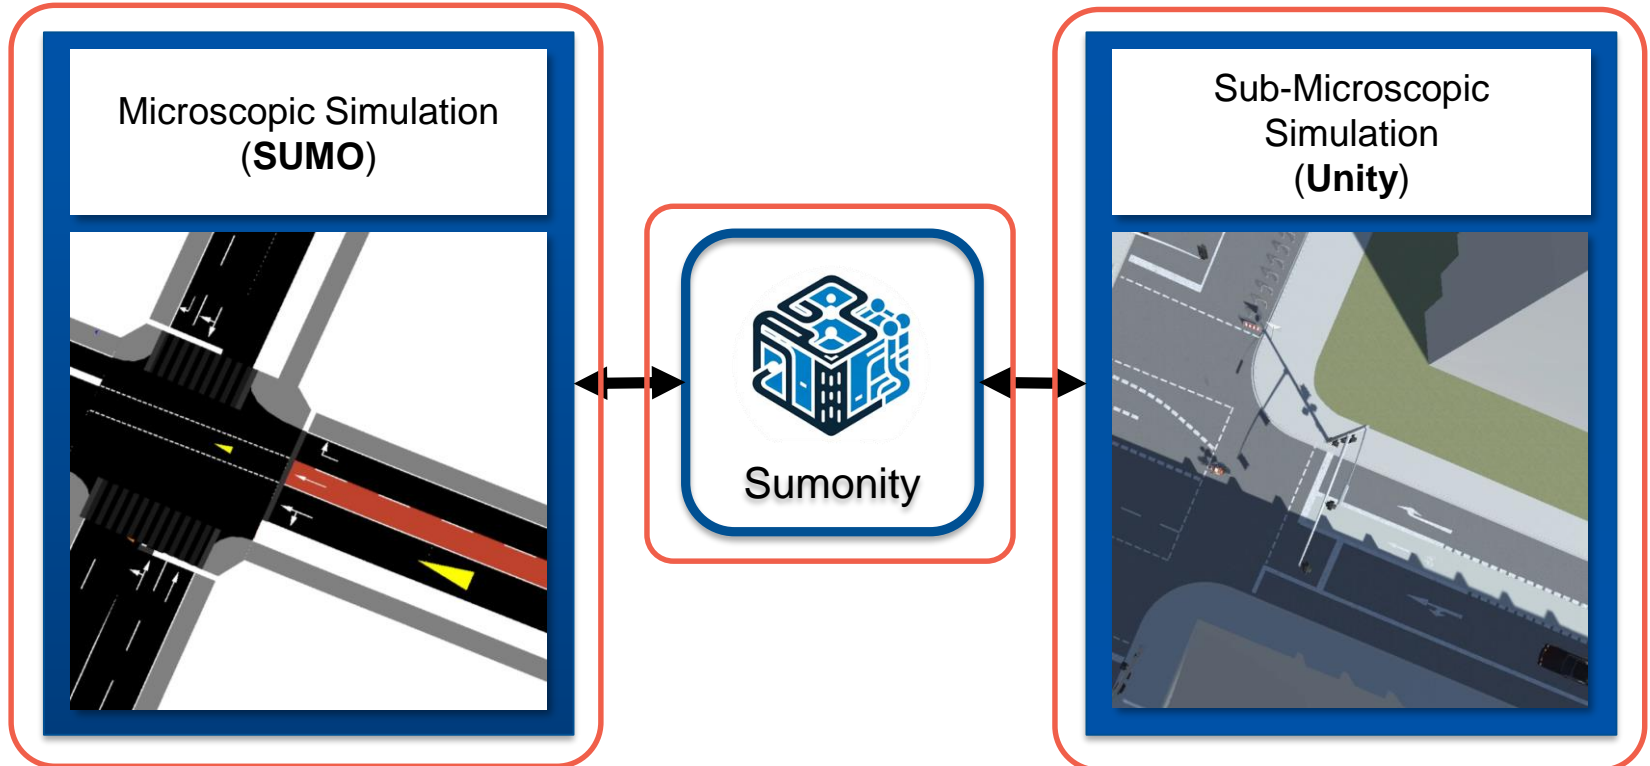 Microscopic Simulation
(SUMO)
Sumonity
Sub-Microscopic
Simulation
(Unity)